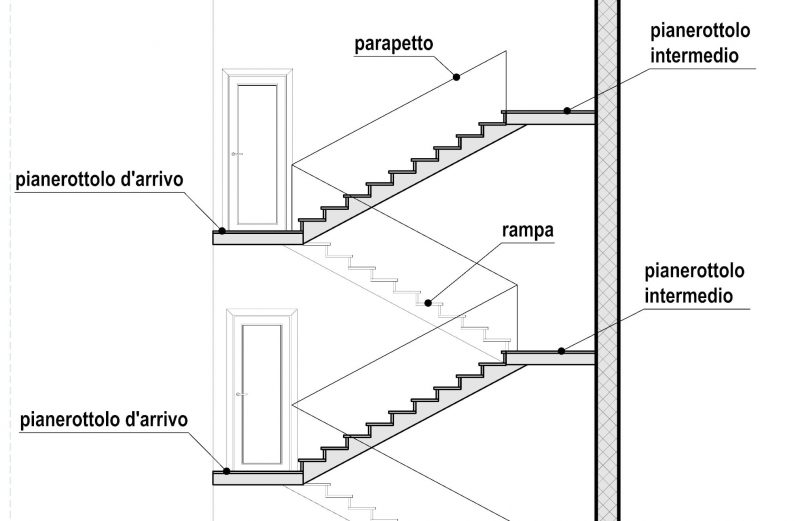 parapetto
pianerottolo
intermedio
pianerottolo d'arrivo
rampa
pianerottolo
intermedio
pianerottolo d'arrivo